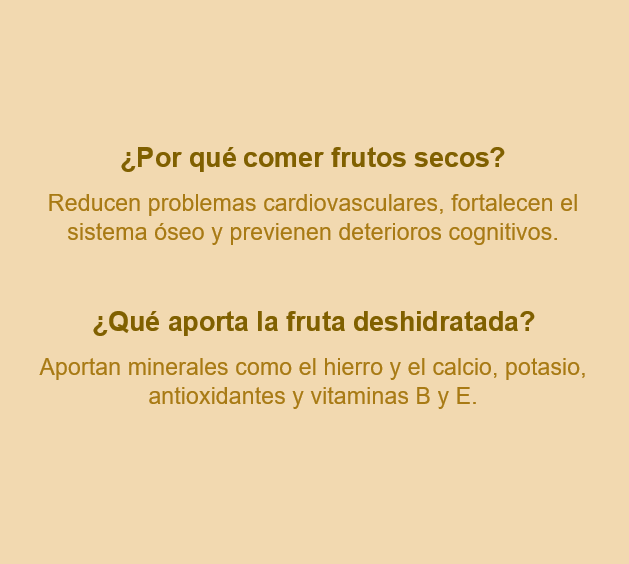 ¿Por qué comer frutos secos?
Reducen problemas cardiovasculares, fortalecen el
sistema óseo y previenen deterioros cognitivos.
¿Qué aporta la fruta deshidratada?
Aportan minerales como el hierro y el calcio, potasio,
antioxidantes y vitaminas B y E.